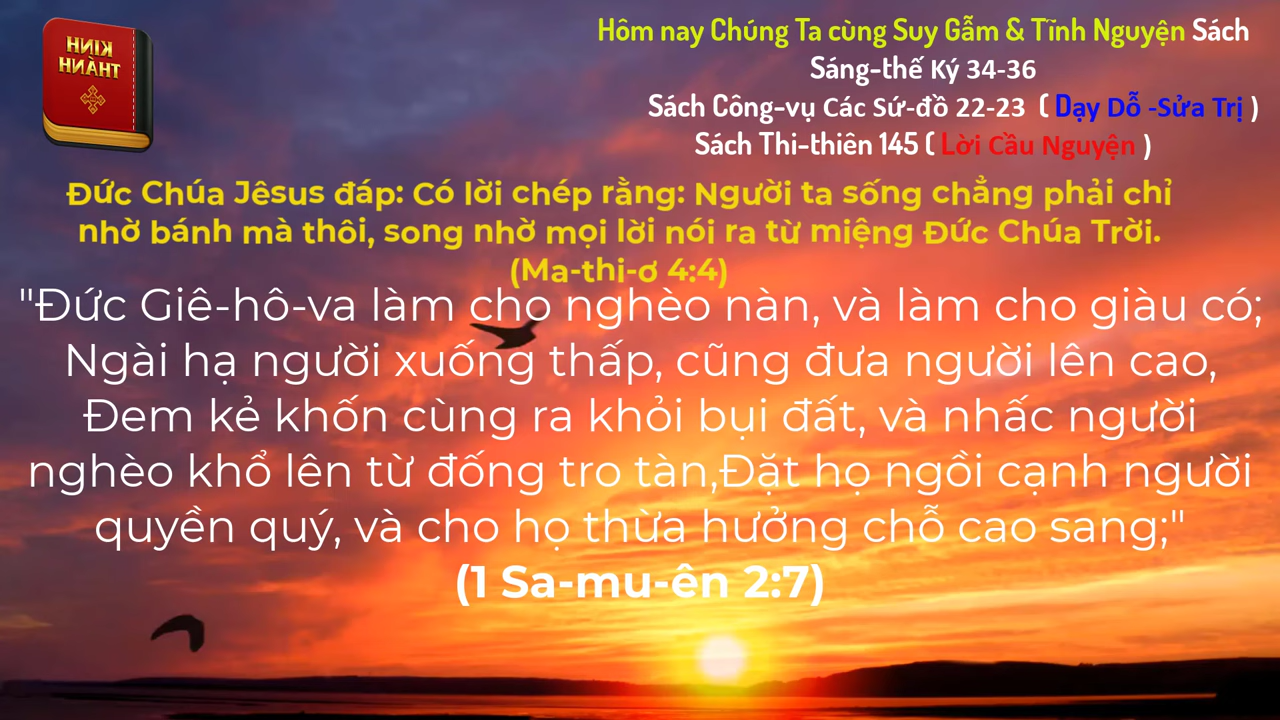 KINH
THÁNH
Hôm nay Chúng Ta cùng Suy Gẫm & Tĩnh Nguyện Sách
Sáng-thế Ký 34-36
Sách Công-vụ Các Sứ-đồ 22-23 ( Dạy Dỗ -Sửa Trị )
Sách Thi-thiên 145 ( Lời Cầu Nguyện )
Đức Chúa Jêsus đáp: Có lời chép rằng: Người ta sống chẳng phải chỉ
nhờ bánh mà thôi, song nhờ mọi lời nói ra từ miệng Đức Chúa Trời.
(Ma-thi-ơ 4:4)
"Đức Giê-hô-va làm cho nghèo nàn, và làm cho giàu có;
Ngài hạ người xuống thấp, cũng đưa người lên cao,
Đem kẻ khốn cùng ra khỏi bụi đất, và nhấc người
nghèo khổ lên từ đống tro tàn,Đặt họ ngồi cạnh người
quyền quý, và cho họ thừa hưởng chỗ cao sang;"
(1 Sa-mu-ên 2:7)